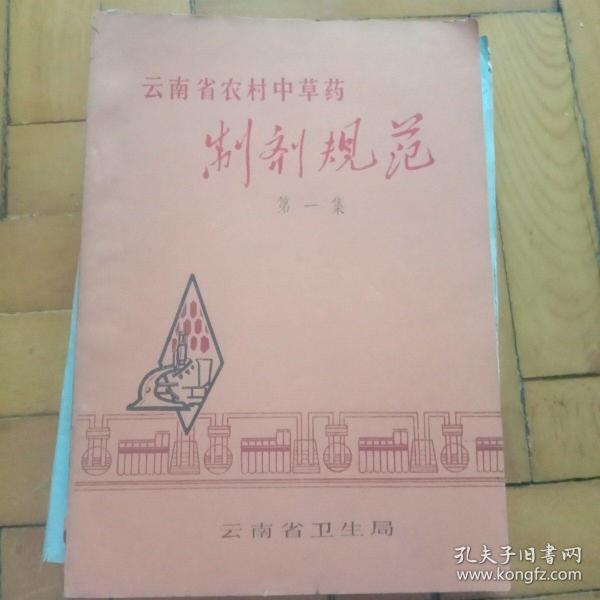 云南省农村中草药
制剂规范
第一集
云南省卫生局
孔夫子旧书网
www.kongfz.com